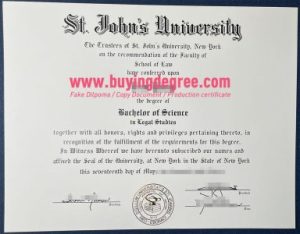 St. John's University
The Trustees of St. John's University, New York
on the recommendation of the Faculty of
School of Law
have conferred upon
www.buyingdegree.com
Fake Diploma / Copy Document / Production certificate
the degree of
Bachelor of Science
in Legal Studies
together with all honors, rights and privileges pertaining thereto, in
recognition of the fulfillment of the requirements for this degree.
In Witness Whereof we have hereunto subscribed our names and
affixed the Seal of the University, at New York in the State of New York
this seventeenth day of May,